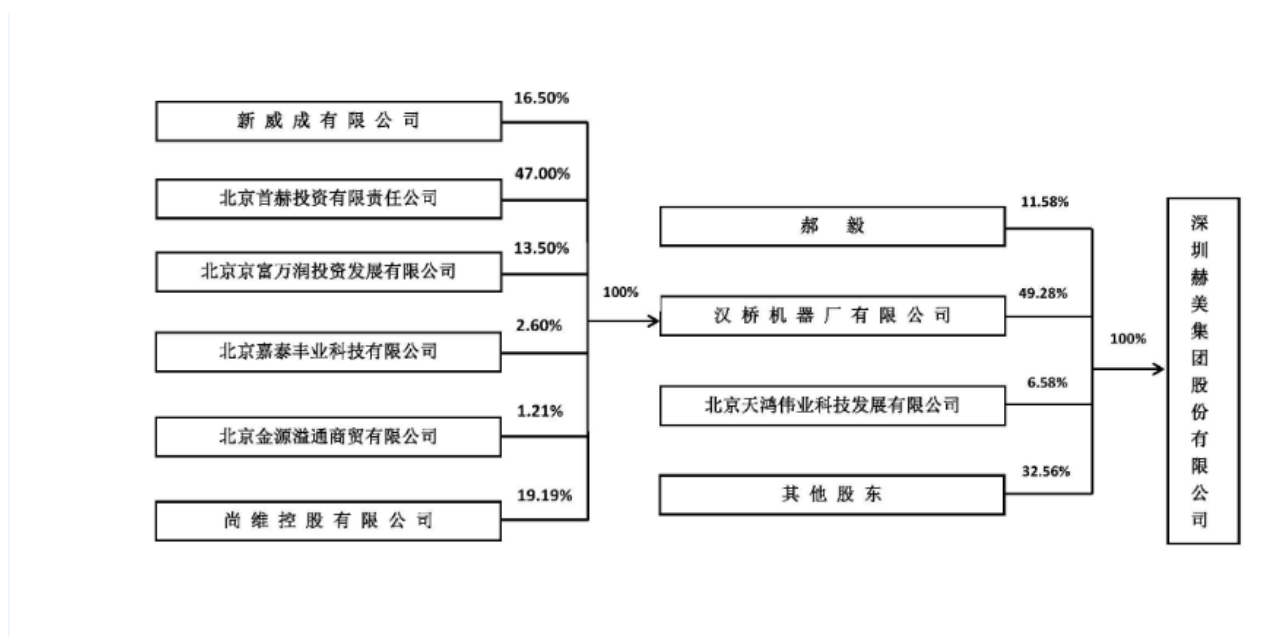 16.50%
新威成有限公司
47.00%
北京首赫投资有限责任公司
13.50%
北京京富万润投资发展有限公司
2.60%
北京嘉泰丰业科技有限公司
1.21%
北京金源溢通商贸有限公司
19.19%
尚维控股有限公司
100%
11.58%
郝毅
49.28%
汉桥机器厂有限公司
6.58%
北京天鸿伟业科技发展有限公司
32.56%
其他股东
100%
深圳赫美集团股份有限公司